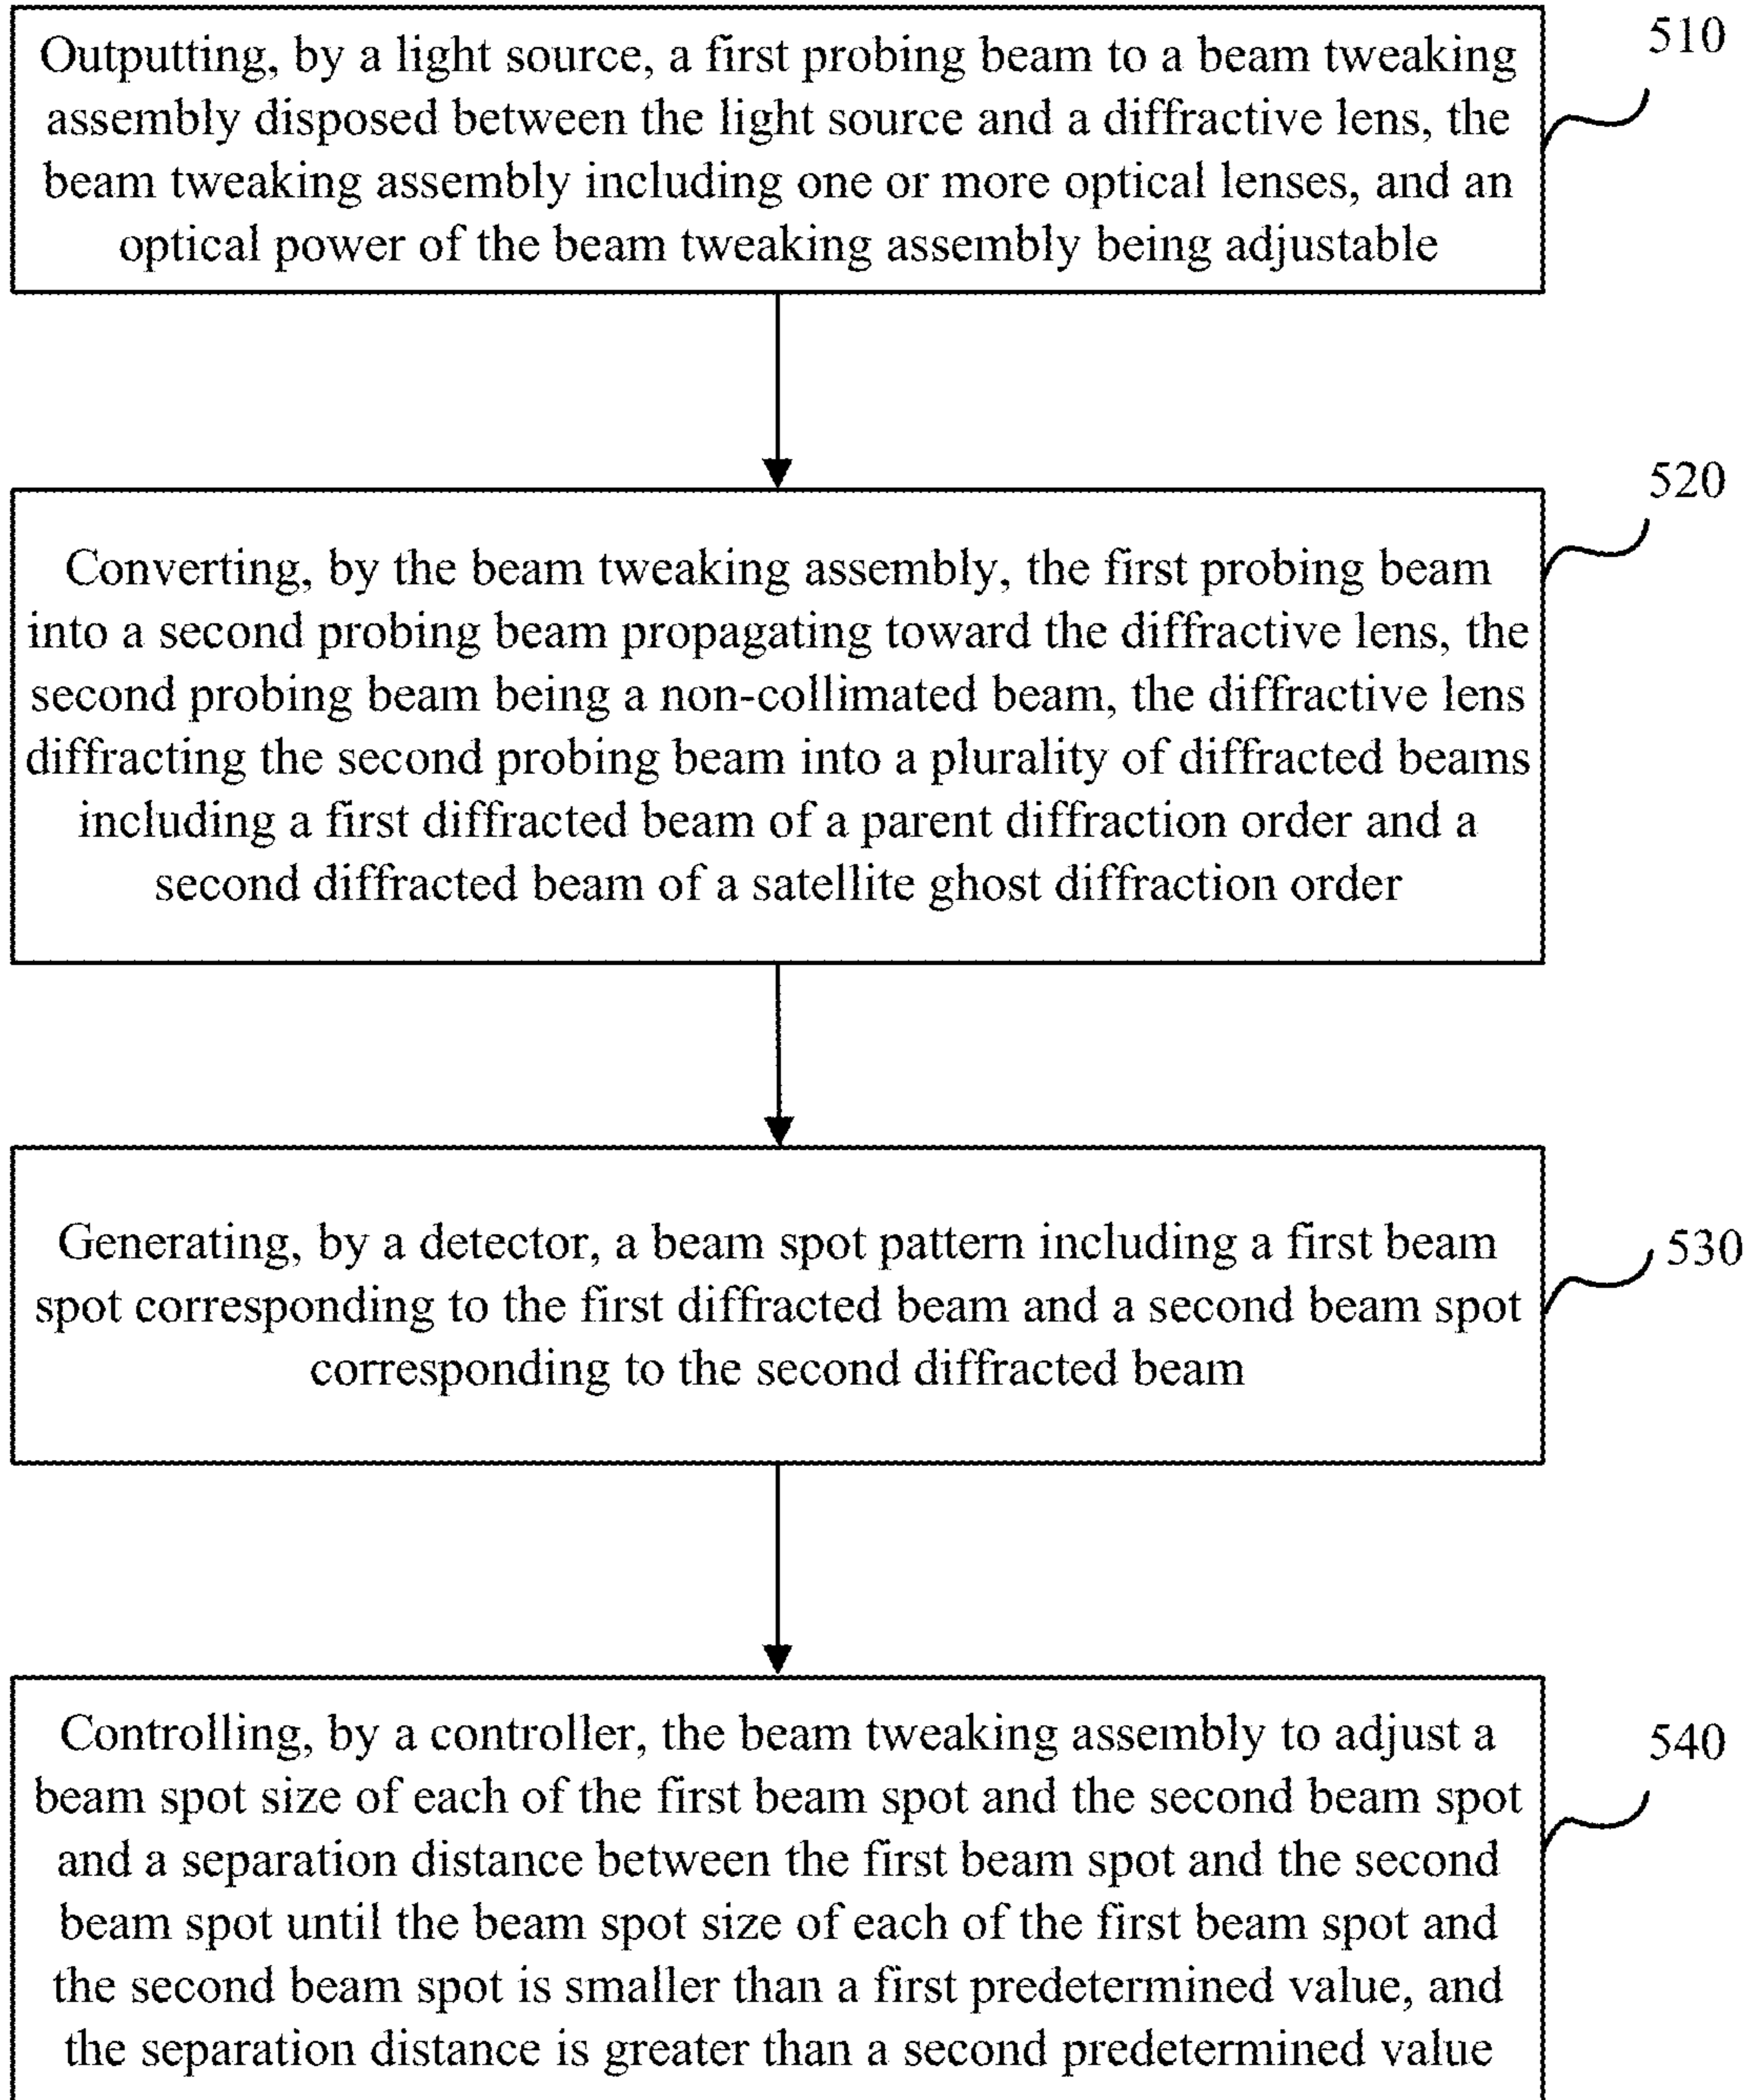 Outputting, by a light source, a first probing beam to a beam tweaking
assembly disposed between the light source and a diffractive lens, the
beam tweaking assembly including one or more optical lenses, and an
optical power of the beam tweaking assembly being adjustable
510
Converting, by the beam tweaking assembly, the first probing beam
into a second probing beam propagating toward the diffractive lens, the
second probing beam being a non-collimated beam, the diffractive lens
diffracting the second probing beam into a plurality of diffracted beams
including a first diffracted beam of a parent diffraction order and a
second diffracted beam of a satellite ghost diffraction order
520
Generating, by a detector, a beam spot pattern including a first beam
spot corresponding to the first diffracted beam and a second beam spot
corresponding to the second diffracted beam
530
Controlling, by a controller, the beam tweaking assembly to adjust a
beam spot size of each of the first beam spot and the second beam spot
and a separation distance between the first beam spot and the second
beam spot until the beam spot size of each of the first beam spot and
the second beam spot is smaller than a first predetermined value, and
the separation distance is greater than a second predetermined value
540